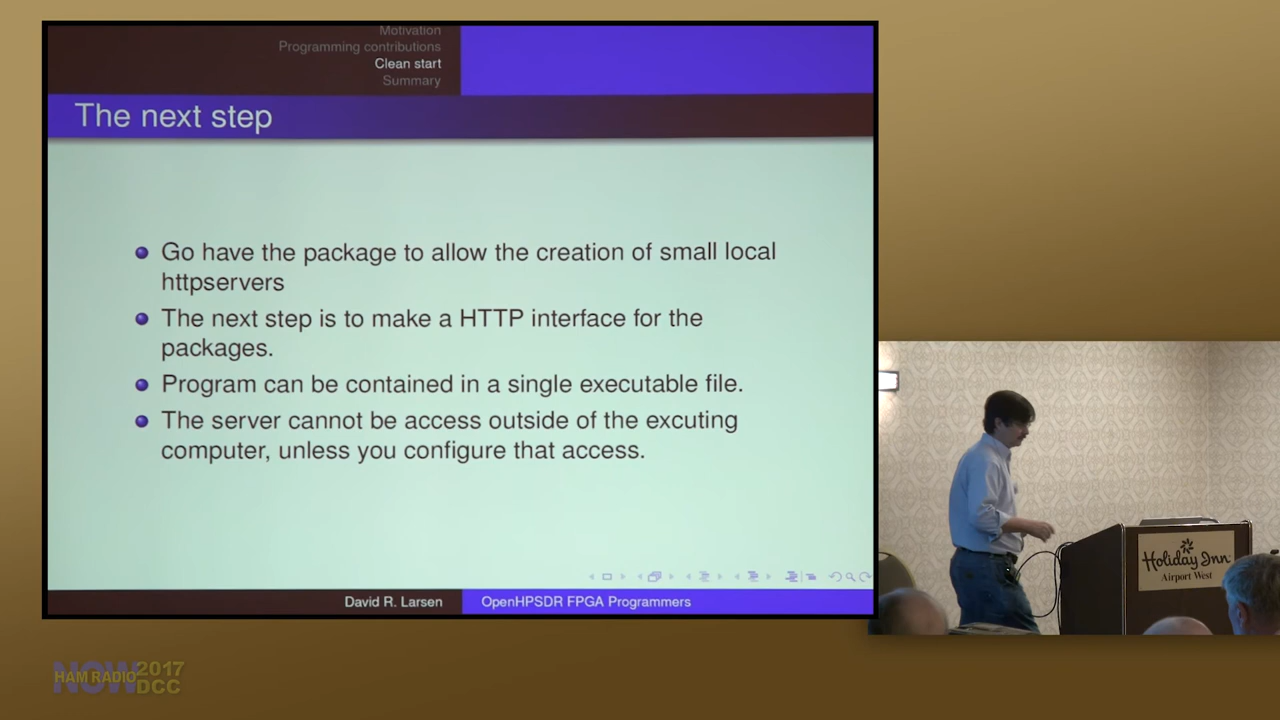 Motivation
Programming contributions
Clean start
Summary
The next step
Go have the package to allow the creation of small local
httpservers
The next step is to make a HTTP interface for the
packages.
Program can be contained in a single executable file.
The server cannot be access outside of the excuting
computer, unless you configure that access.
David R. Larsen
OpenHPSDR FPGA Programmers
Holiday Inn
Airport West
NOW
HAM RADIO
2017
DCC